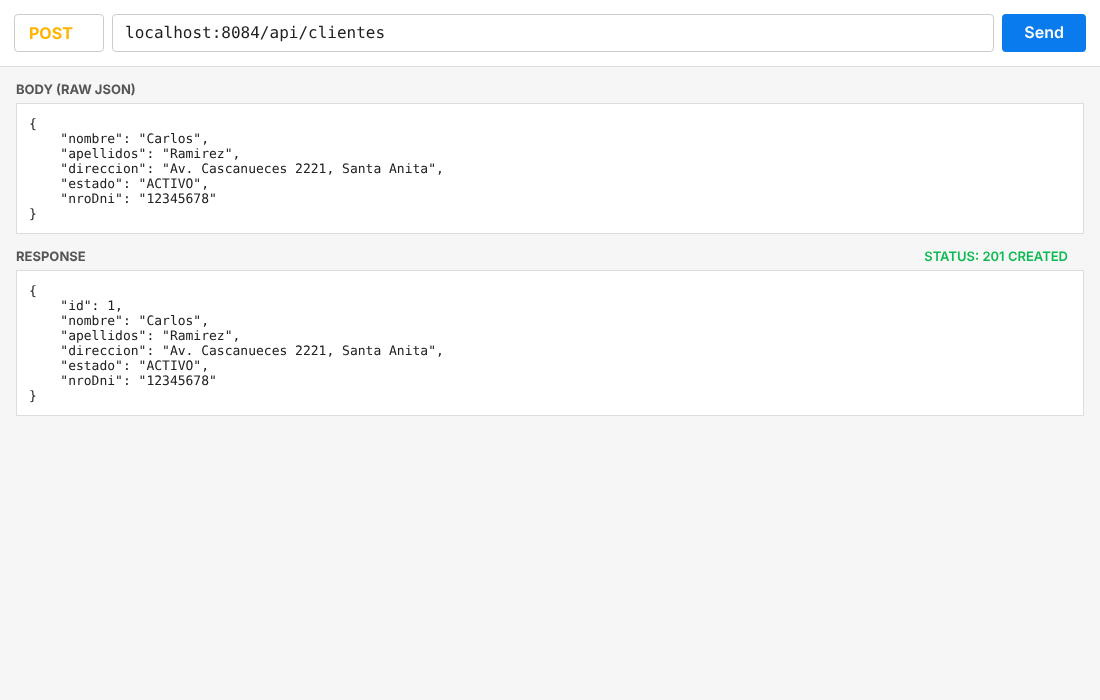 POST localhost:8084/api/clientes Send
BODY (RAW JSON)
{
    "nombre": "Carlos",
    "apellidos": "Ramirez",
    "direccion": "Av. Cascanueces 2221, Santa Anita",
    "estado": "ACTIVO",
    "nroDni": "12345678"
}
RESPONSE STATUS: 201 CREATED
{
    "id": 1,
    "nombre": "Carlos",
    "apellidos": "Ramirez",
    "direccion": "Av. Cascanueces 2221, Santa Anita",
    "estado": "ACTIVO",
    "nroDni": "12345678"
}